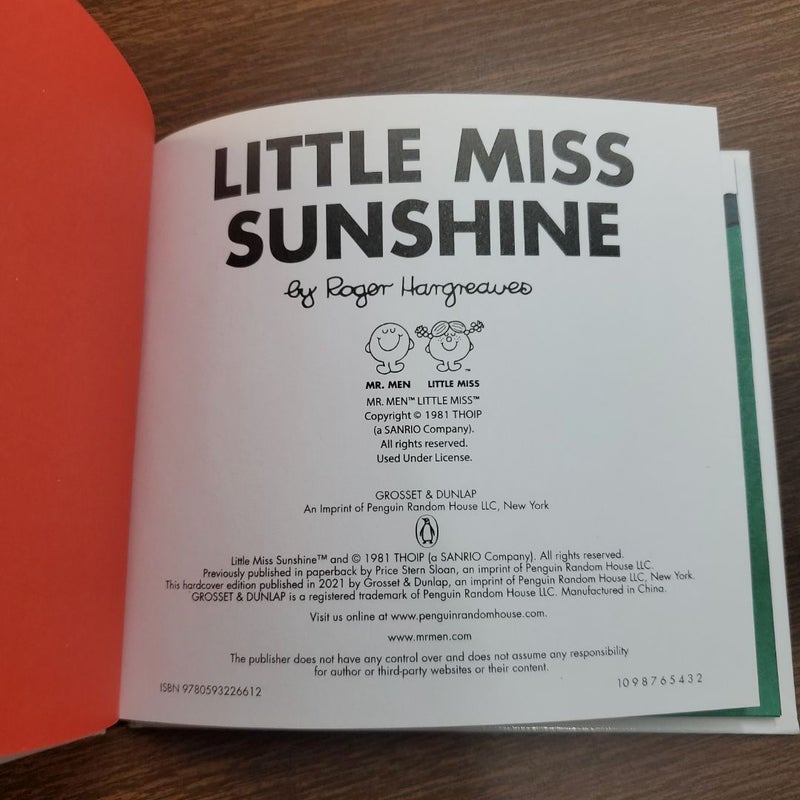 LITTLE MISS
SUNSHINE
by Roger Hargreaves
MR. MEN LITTLE MISS™
MR. MEN™ LITTLE MISS™
Copyright © 1981 THOIP
(a SANRIO Company).
All rights reserved.
Used Under License.
GROSSET & DUNLAP
An Imprint of Penguin Random House LLC, New York
Little Miss Sunshine™ and © 1981 THOIP (a SANRIO Company). All rights reserved.
Previously published in paperback by Price Stern Sloan, an imprint of Penguin Random House LLC.
This hardcover edition published in 2021 by Grosset & Dunlap, an imprint of Penguin Random House LLC, New York.
GROSSET & DUNLAP is a registered trademark of Penguin Random House LLC. Manufactured in China.
Visit us online at www.penguinrandomhouse.com.
www.mrmen.com
The publisher does not have any control over and does not assume any responsibility
for author or third-party websites or their content.
ISBN 9780593226612 10 9 8 7 6 5 4 3 2